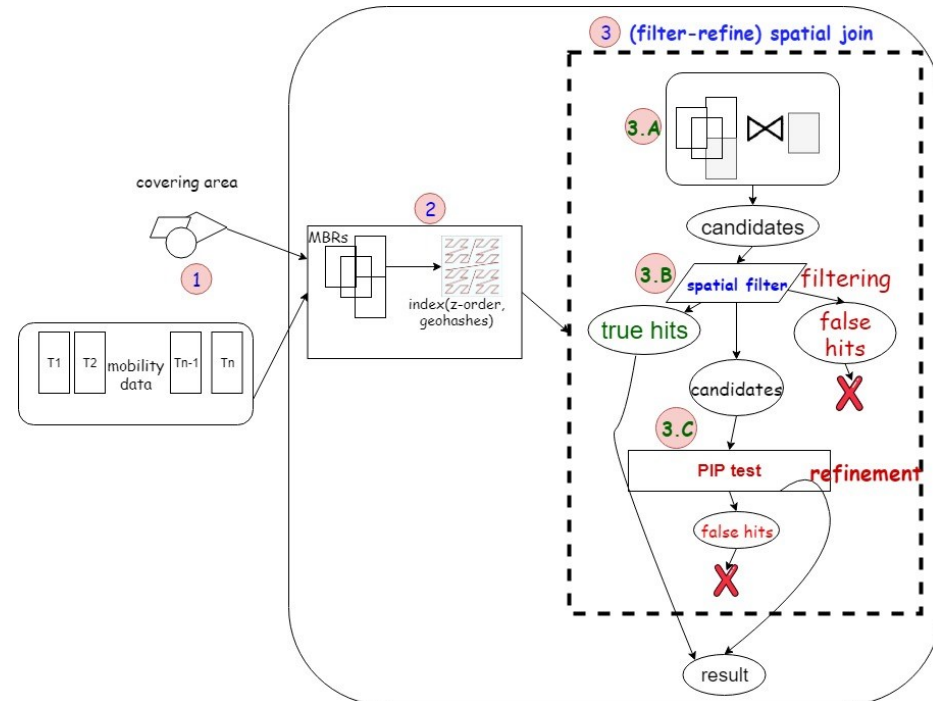 3 (filter-refine) spatial join
3.A
covering area
1
2
MBRs
index(z-order,
geohashes)
T1
T2
mobility
data
Tn-1
Tn
candidates
3.B
spatial filter
filtering
true hits
false
hits
X
candidates
3.C
PIP test
refinement
false hits
X
result